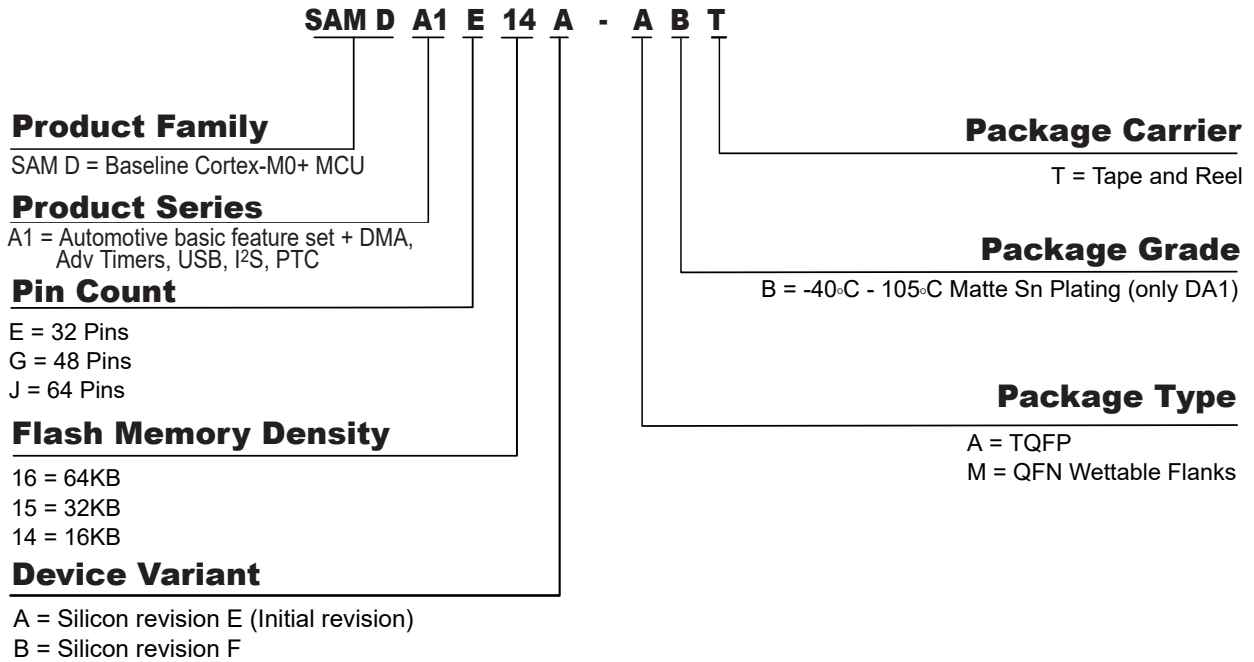 SAM D A1 E 14 A - A B T
Product Family
SAM D = Baseline Cortex-M0+ MCU
Product Series
A1 = Automotive basic feature set + DMA,
Adv Timers, USB, I²S, PTC
Pin Count
E = 32 Pins
G = 48 Pins
J = 64 Pins
Flash Memory Density
16 = 64KB
15 = 32KB
14 = 16KB
Device Variant
A = Silicon revision E (Initial revision)
B = Silicon revision F
Package Carrier
T = Tape and Reel
Package Grade
B = -40◦C - 105◦C Matte Sn Plating (only DA1)
Package Type
A = TQFP
M = QFN Wettable Flanks